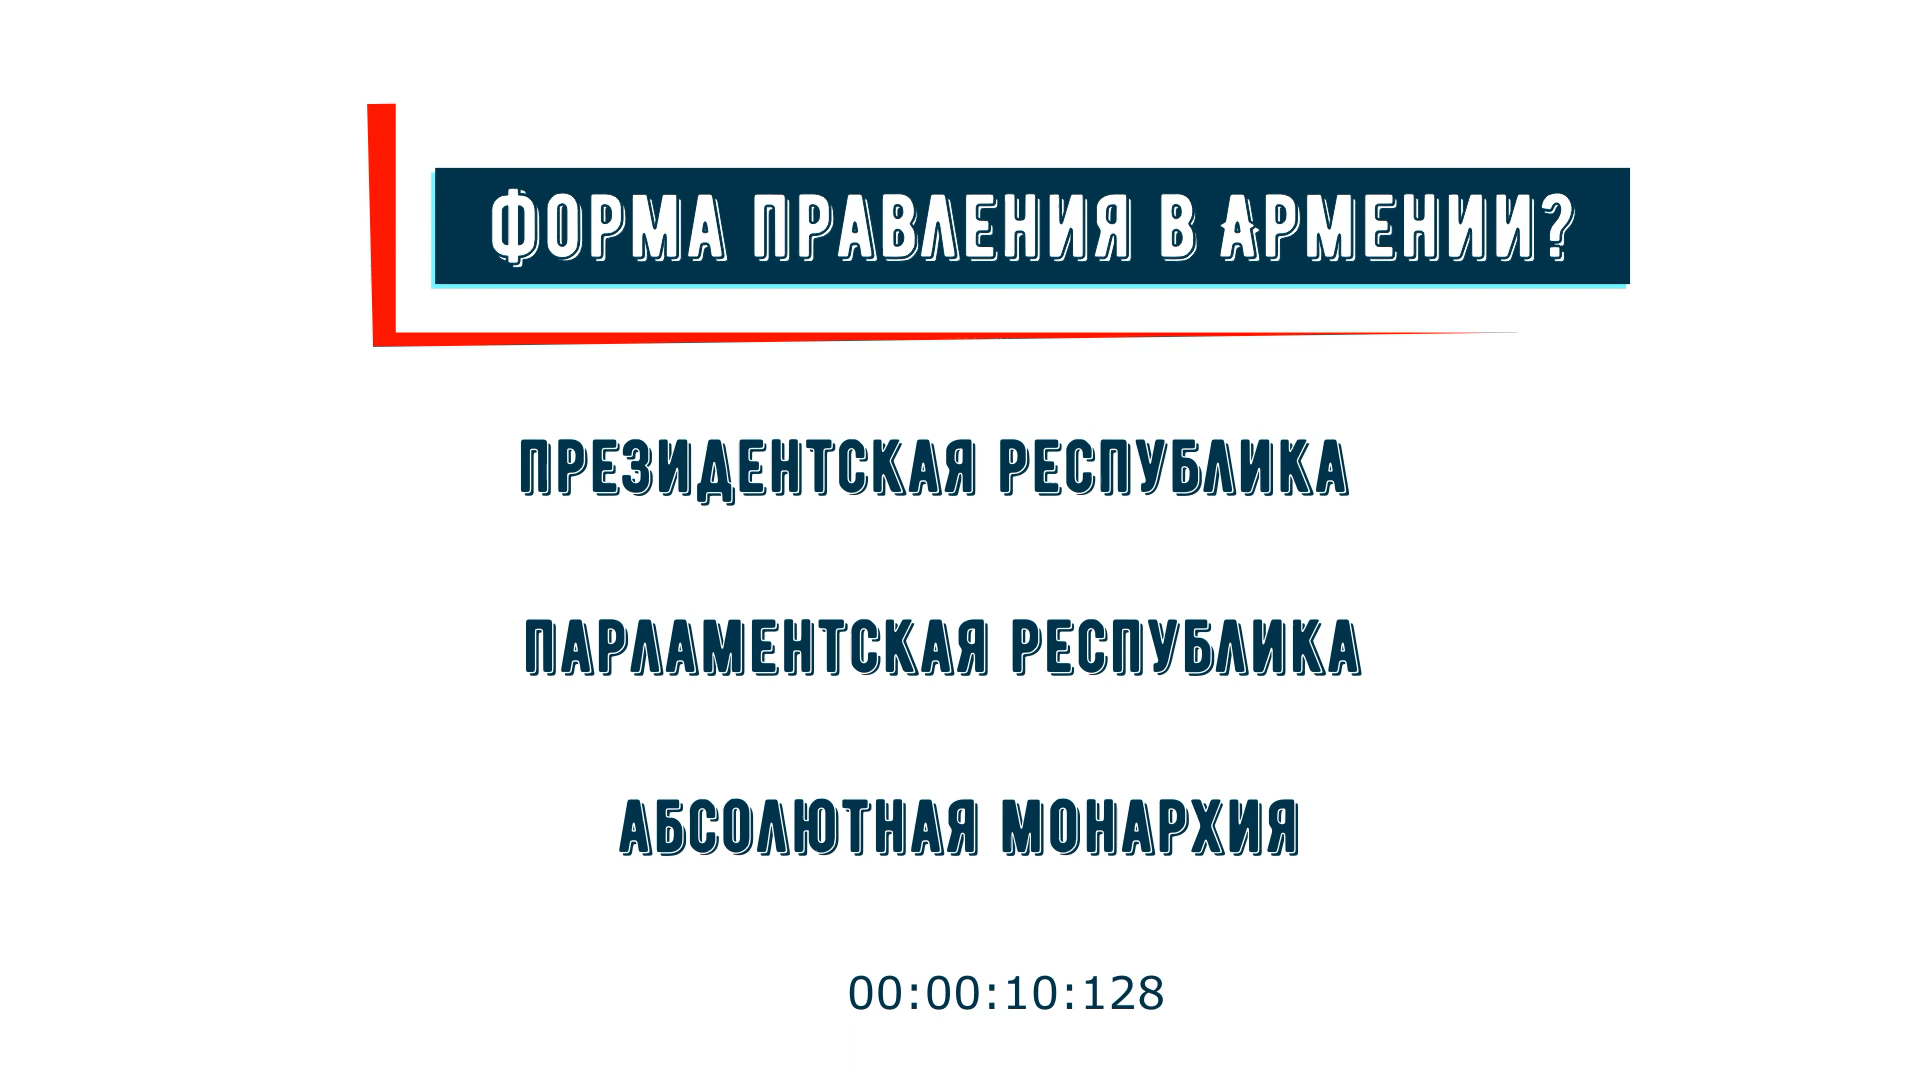 ФОРМА ПРАВЛЕНИЯ В АРМЕНИИ?
ПРЕЗИДЕНТСКАЯ РЕСПУБЛИКА
ПАРЛАМЕНТСКАЯ РЕСПУБЛИКА
АБСОЛЮТНАЯ МОНАРХИЯ
00:00:10:128